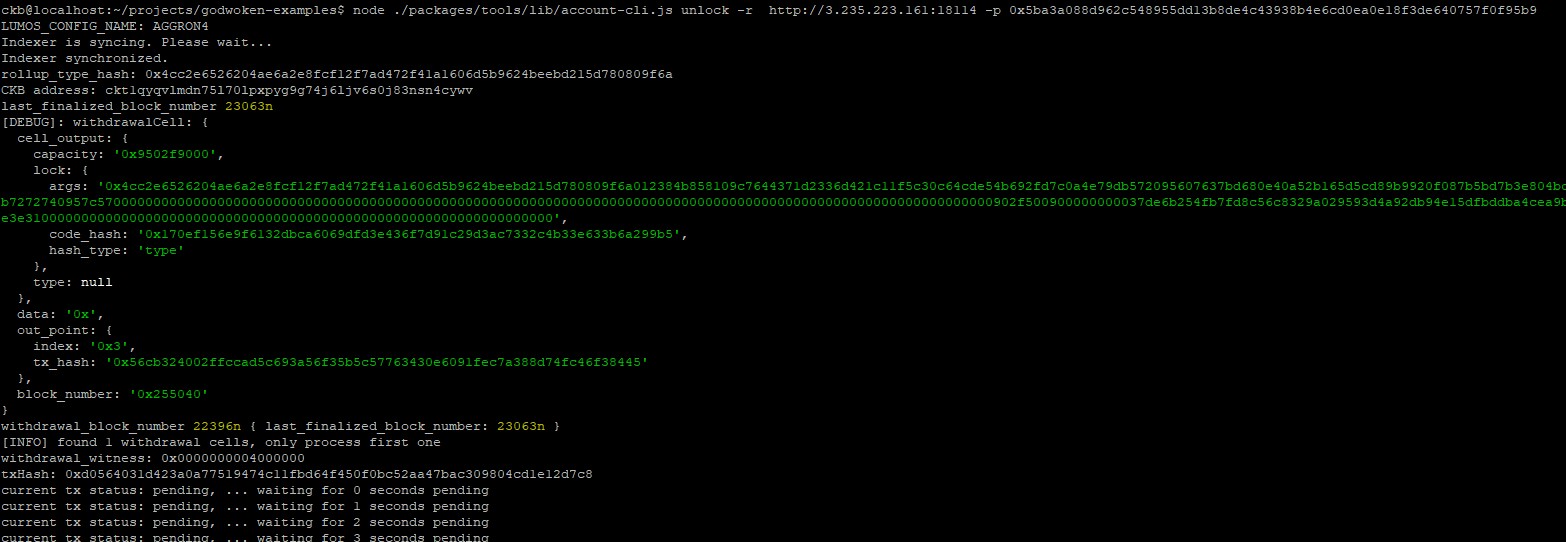 ckb@localhost:~/projects/godwoken-examples$ node ./packages/tools/lib/account-cli.js unlock -r  http://3.235.223.161:18114 -p 0x5ba3a088d962c548955dd13b8de4c43938b4e6cd0ea0e18f3de640757f0f95b9
LUMOS_CONFIG_NAME: AGGRON4
Indexer is syncing. Please wait...
Indexer synchronized.
rollup_type_hash: 0x4cc2e6526204ae6a2e8fcf12f7ad472f41a1606d5b9624beebd215d780809f6a
CKB address: ckt1qyqvlmdn75l70lpxpyg9g74j6ljv6s0j83nsn4cywv
last_finalized_block_number 23063n
[DEBUG]: withdrawalCell: {
cell_output: {
capacity: '0x9502f9000',
lock: {
args:
code_hash: '0x170ef156e9f6132dbca6069dfd3e436f7d91c29d3ac7332c4b33e633b6a299b5',
hash_type: 'type'
},
type: null
},
data: '0x',
out_point: {
index: '0x3',
tx_hash: '0x56cb324002ffccad5c693a56f35b5c57763430e6091fec7a388d74fc46f38445'
},
block_number: '0x255040'
}
withdrawal_block_number 22396n { last_finalized_block_number: 23063n }
[INFO] found 1 withdrawal cells, only process first one
withdrawal_witness: 0x0000000004000000
txHash: 0xd0564031d423a0a77519474c11fbd64f450f0bc52aa47bac309804cd1e12d7c8
current tx status: pending, ... waiting for 0 seconds pending
current tx status: pending, ... waiting for 1 seconds pending
current tx status: pending, ... waiting for 2 seconds pending
current tx status: pending, ... waiting for 3 seconds pending